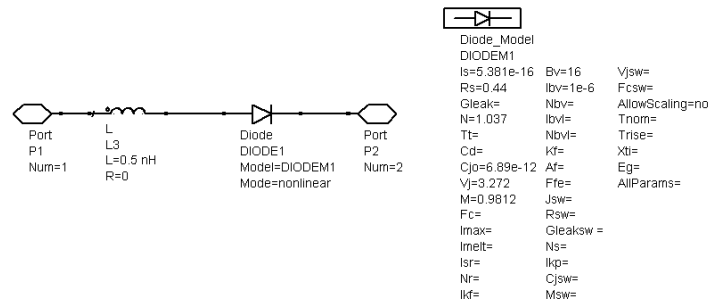 Port
P1
Num=1
L
L3
L=0.5 nH
R=0
Diode
DIODE1
Model=DIODEM1
Mode=nonlinear
Port
P2
Num=2
Diode_Model
DIODEM1
Is=5.381e-16 Bv=16 Vjsw=
Rs=0.44 Ibv=1e-6 Fcsw=
Gleak= Nbv= AllowScaling=no
N=1.037 Ibvl= Tnom=
Tt= Nbvl= Trise=
Cd= Kf= Xti=
Cjo=6.89e-12 Af= Eg=
Vj=3.272 Ffe= AllParams=
M=0.9812 Jsw=
Fc= Rsw=
Imax= Gleaksw =
Imelt= Ns=
Isr= Ikp=
Nr= Cjsw=
Ikf= Msw=